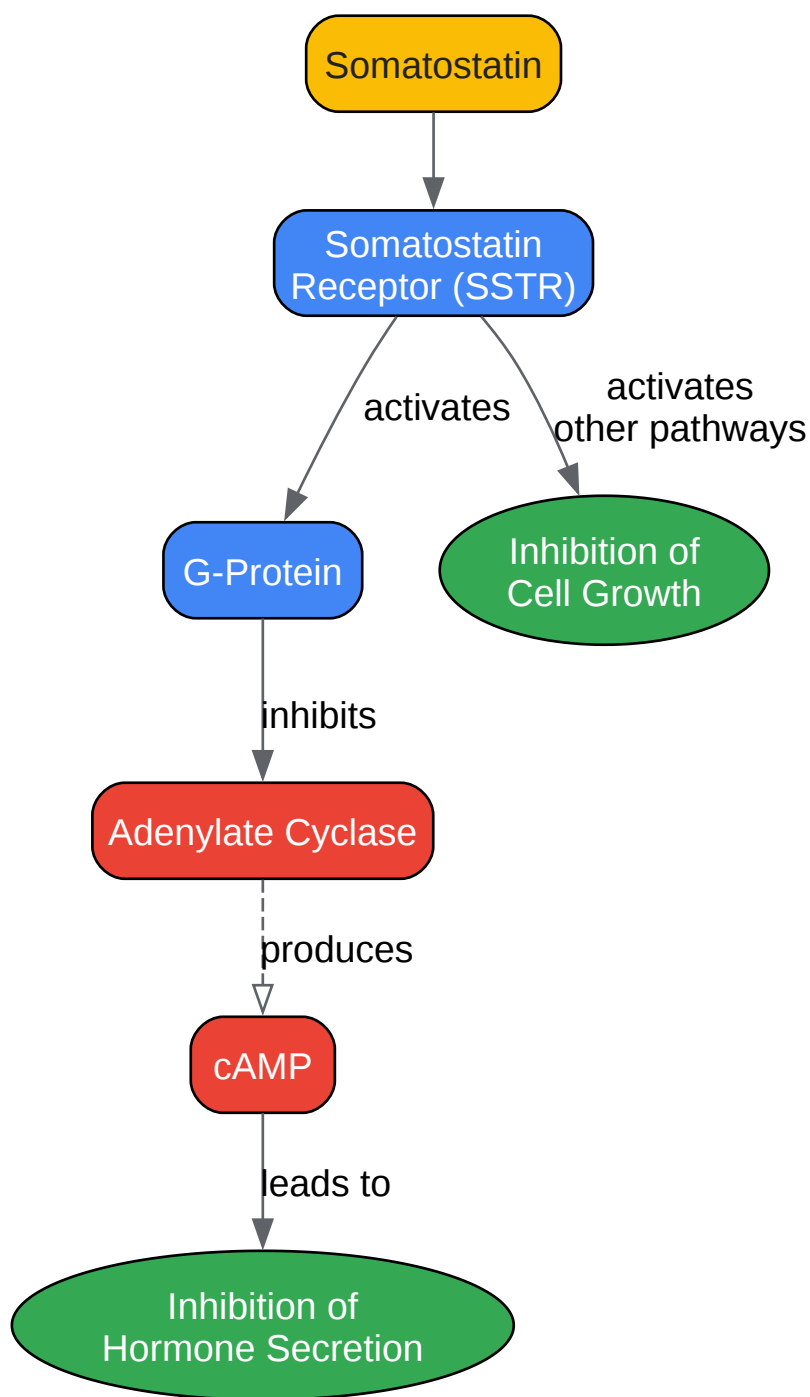 Somatostatin
Somatostatin
Receptor (SSTR)
activates
activates
other pathways
G-Protein
Inhibition of
Cell Growth
inhibits
Adenylate Cyclase
produces
cAMP
leads to
Inhibition of
Hormone Secretion